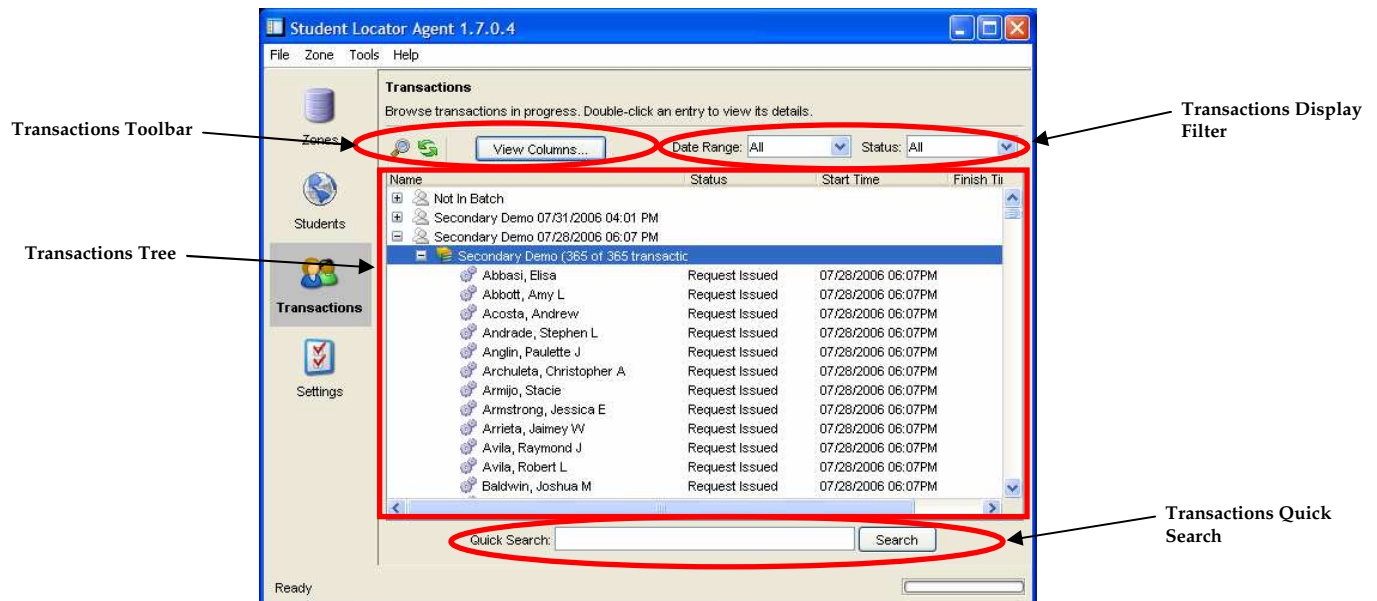 Student Locator Agent 1.7.0.4
File Zone Tools Help
Transactions
Browse transactions in progress. Double-click an entry to view its details.
Transactions Toolbar
Transactions Display
Filter
Zones
View Columns...
Date Range: All
Status: All
Name Status Start Time Finish Tir
Not In Batch
Secondary Demo 07/31/2006 04:01 PM
Students
Secondary Demo 07/28/2006 06:07 PM
Transactions Tree
Secondary Demo (365 of 365 transactic
Abbasi, Elisa Request Issued 07/28/2006 06:07PM
Abbott, Amy L Request Issued 07/28/2006 06:07PM
Transactions
Acosta, Andrew Request Issued 07/28/2006 06:07PM
Andrade, Stephen L Request Issued 07/28/2006 06:07PM
Anglin, Paulette J Request Issued 07/28/2006 06:07PM
Archuleta, Christopher A Request Issued 07/28/2006 06:07PM
Settings
Armijo, Stacie Request Issued 07/28/2006 06:07PM
Armstrong, Jessica E Request Issued 07/28/2006 06:07PM
Arrieta, Jaimey W Request Issued 07/28/2006 06:07PM
Avila, Raymond J Request Issued 07/28/2006 06:07PM
Avila, Robert L Request Issued 07/28/2006 06:07PM
Baldwin, Joshua M Request Issued 07/28/2006 06:07PM
Transactions Quick
Search
Quick Search: Search
Ready